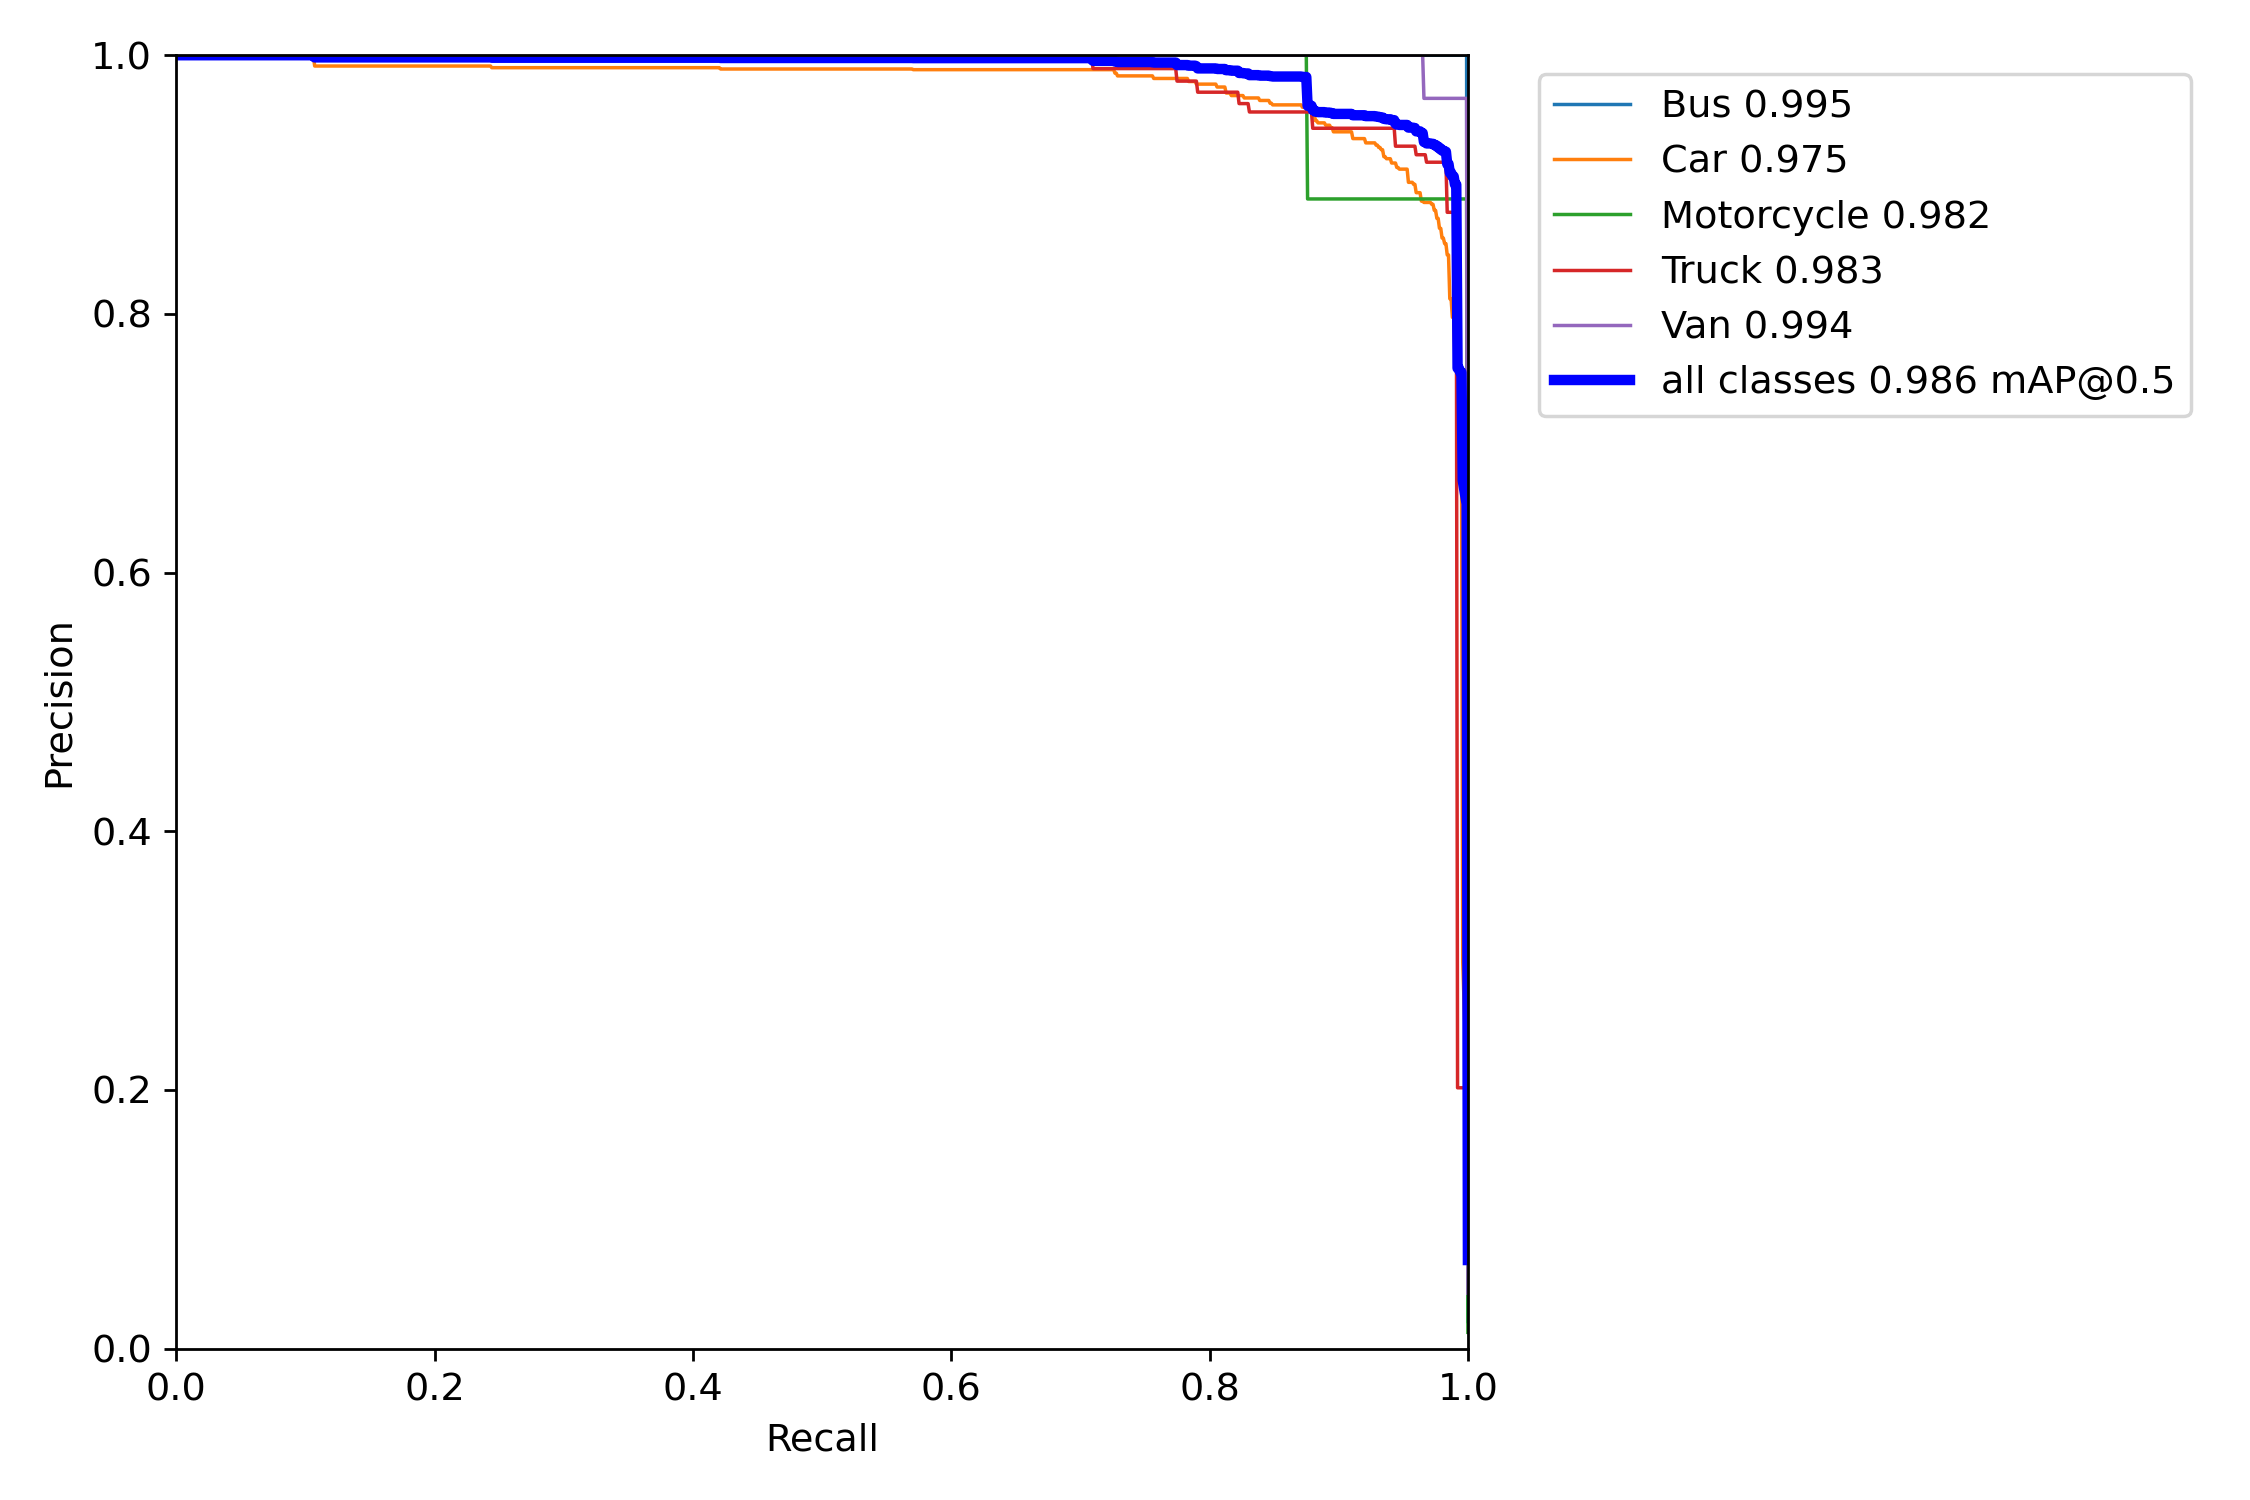 1.0
0.8
0.6
0.4
0.2
0.0
Precision
0.0 0.2 0.4 0.6 0.8 1.0
Recall
Bus 0.995
Car 0.975
Motorcycle 0.982
Truck 0.983
Van 0.994
all classes 0.986 mAP@0.5